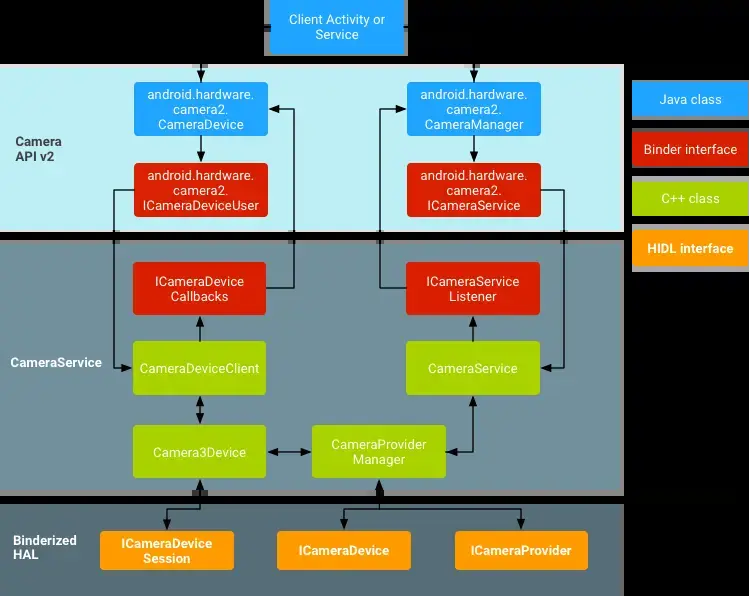 Client Activity or
Service
android.hardware.
camera2.
CameraDevice
android.hardware.
camera2.
CameraManager
Java class
Camera
API v2
Binder interface
android.hardware.
camera2.
ICameraDeviceUser
android.hardware.
camera2.
ICameraService
C++ class
HIDL interface
ICameraDevice
Callbacks
ICameraService
Listener
CameraService
CameraDeviceClient
CameraService
Camera3Device
CameraProvider
Manager
Binderized
HAL
ICameraDevice
Session
ICameraDevice
ICameraProvider